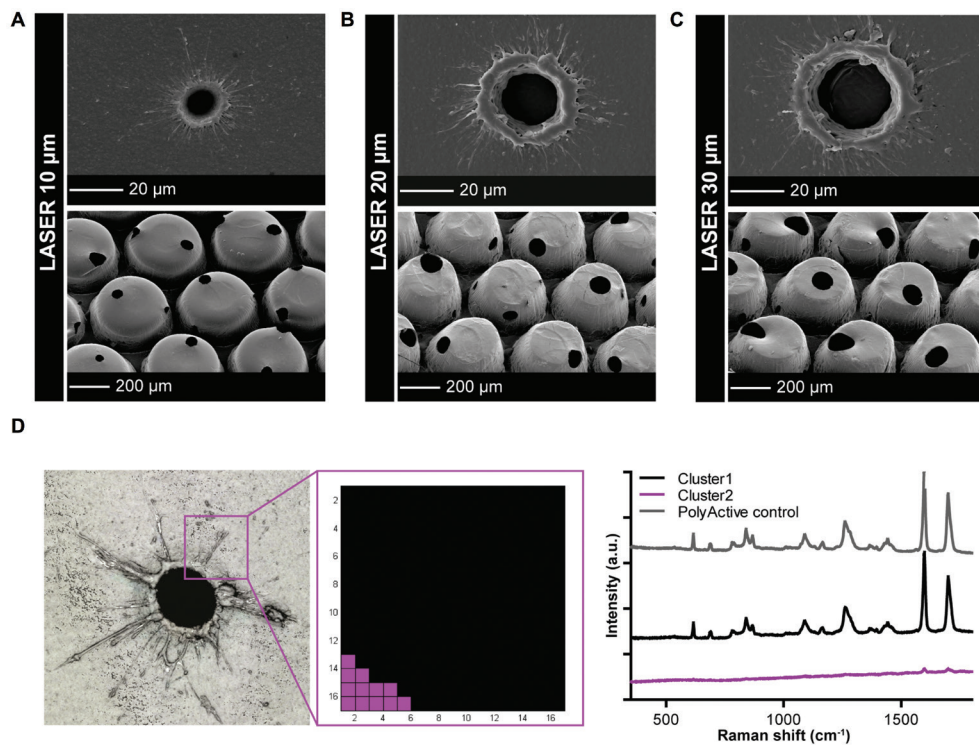 A
B
C
LASER 10 µm
20 µm
200 µm
LASER 20 µm
20 µm
200 µm
LASER 30 µm
20 µm
200 µm
D
2
4
6
8
10
12
14
16
2 4 6 8 10 12 14 16
Cluster1
Cluster2
PolyActive control
Intensity (a.u.)
500 1000 1500
Raman shift (cm⁻¹)